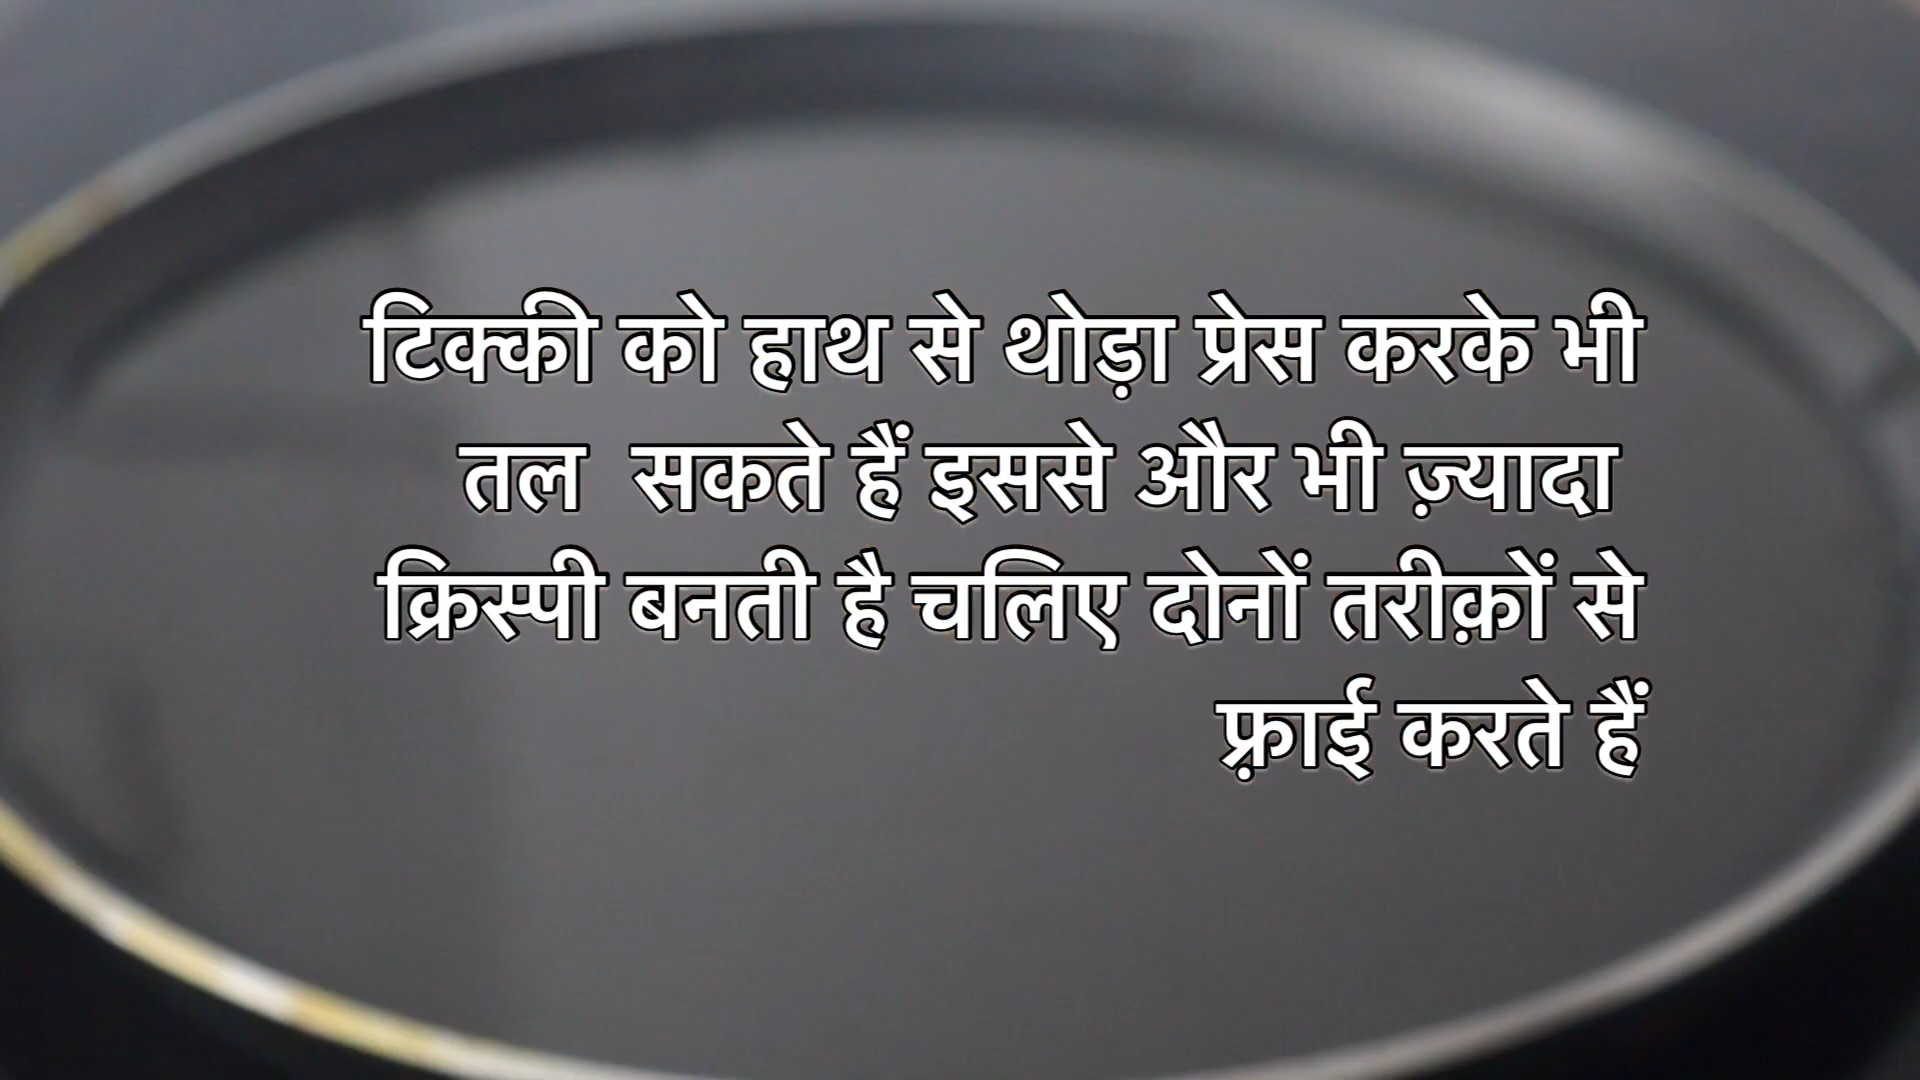 टिक्की को हाथ से थोड़ा प्रेस करके भी
तल  सकते हैं इससे और भी ज़्यादा
क्रिस्पी बनती है चलिए दोनों तरीक़ों से
फ़्राई करते हैं